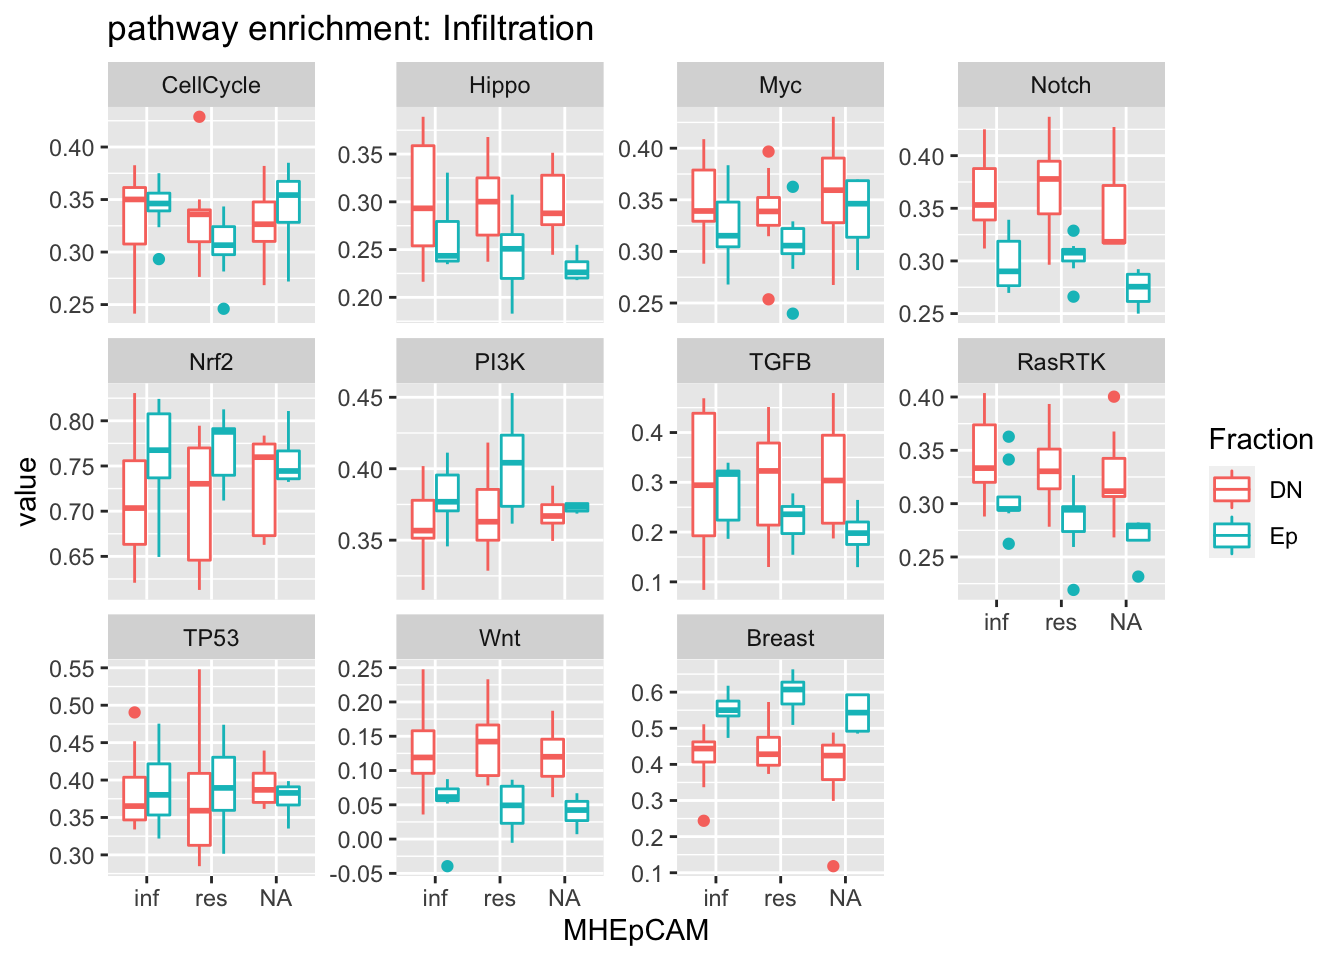 pathway enrichment: Infiltration
CellCycle
Hippo
Myc
Notch
0.40
0.35
0.30
0.25
0.35
0.30
0.25
0.20
0.40
0.35
0.30
0.25
0.40
0.35
0.30
0.25
Nrf2
PI3K
TGFB
RasRTK
0.80
0.75
0.70
0.65
0.45
0.40
0.35
0.4
0.3
0.2
0.1
0.40
0.35
0.30
0.25
inf res NA
TP53
Wnt
Breast
0.55
0.50
0.45
0.40
0.35
0.30
0.25
0.20
0.15
0.10
0.05
0.00
-0.05
0.6
0.5
0.4
0.3
0.2
0.1
inf res NA
inf res NA
inf res NA
value
MHEpCAM
Fraction
DN
Ep